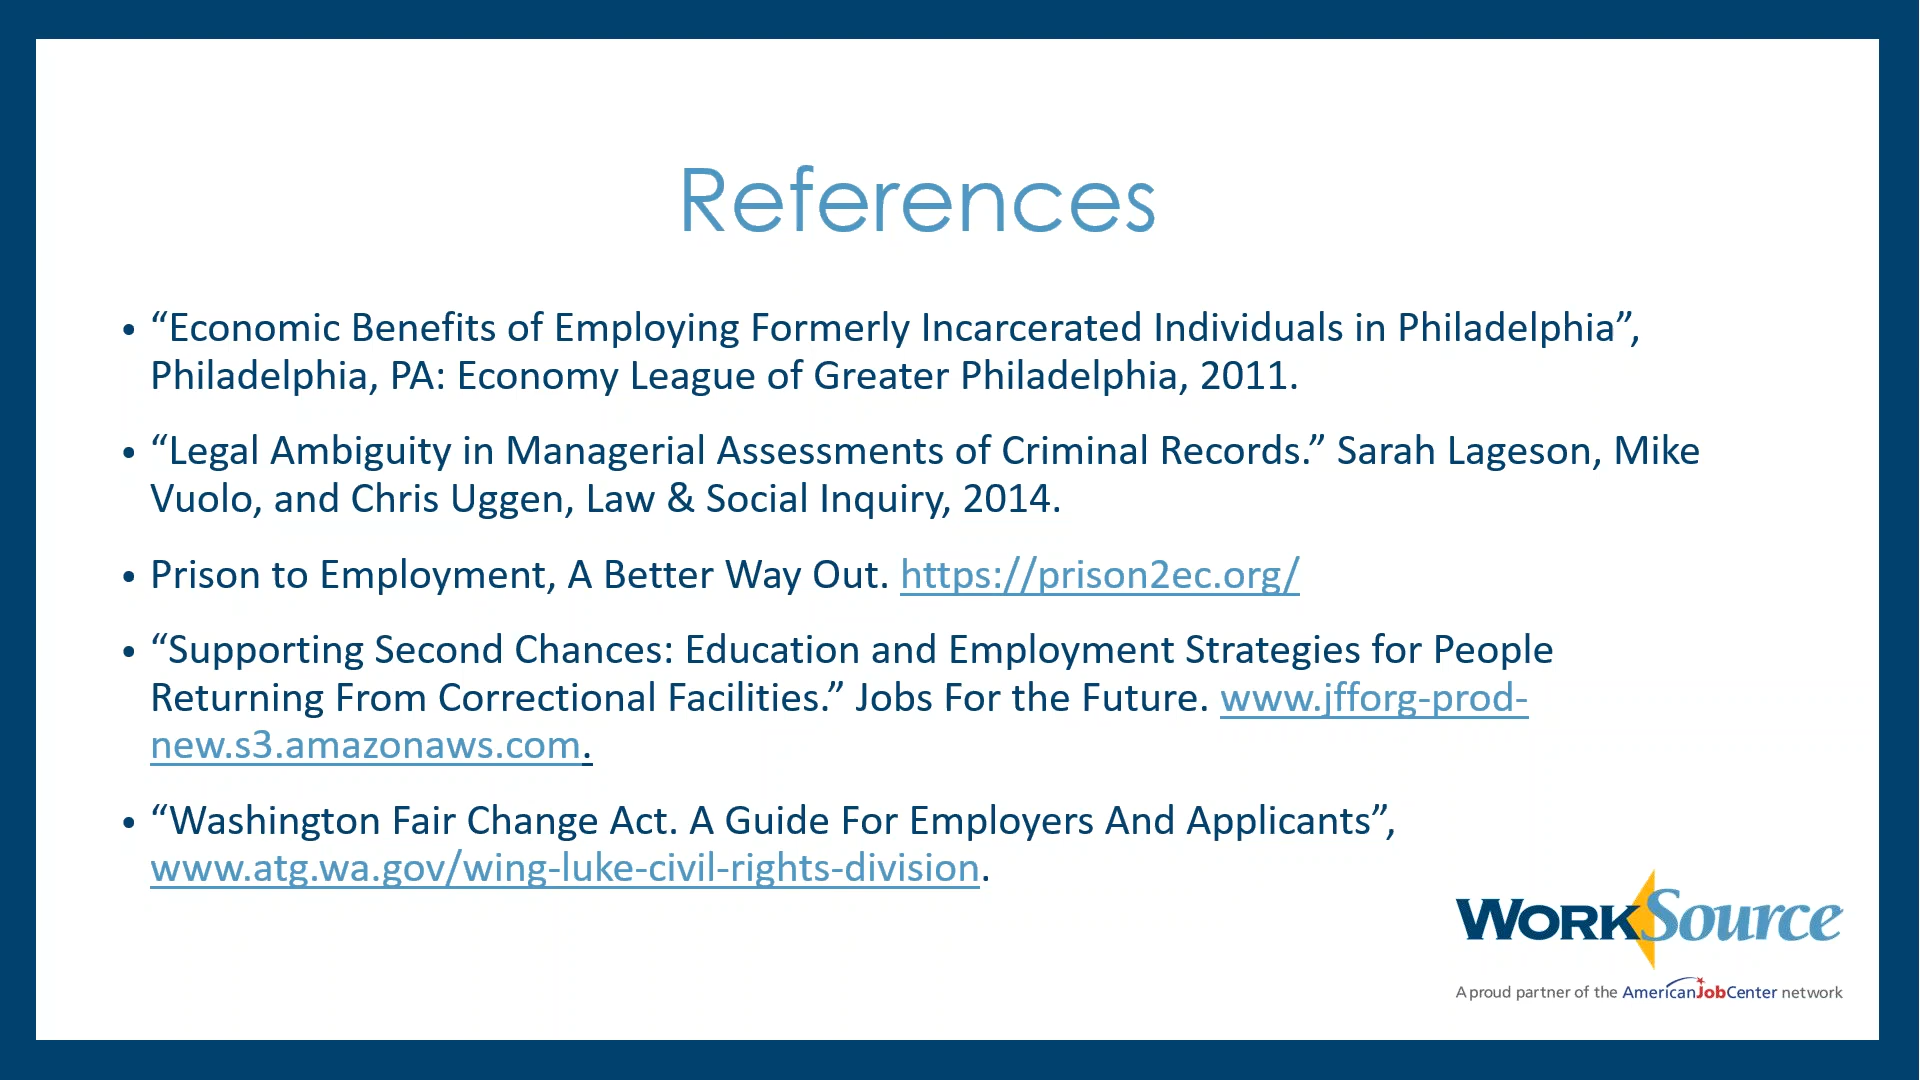 References
• “Economic Benefits of Employing Formerly Incarcerated Individuals in Philadelphia”,
Philadelphia, PA: Economy League of Greater Philadelphia, 2011.
• “Legal Ambiguity in Managerial Assessments of Criminal Records.” Sarah Lageson, Mike
Vuolo, and Chris Uggen, Law & Social Inquiry, 2014.
• Prison to Employment, A Better Way Out. https://prison2ec.org/
• “Supporting Second Chances: Education and Employment Strategies for People
Returning From Correctional Facilities.” Jobs For the Future. www.jfforg-prod-
new.s3.amazonaws.com.
• “Washington Fair Change Act. A Guide For Employers And Applicants”,
www.atg.wa.gov/wing-luke-civil-rights-division.
WorkSource
A proud partner of the AmericanJobCenter network